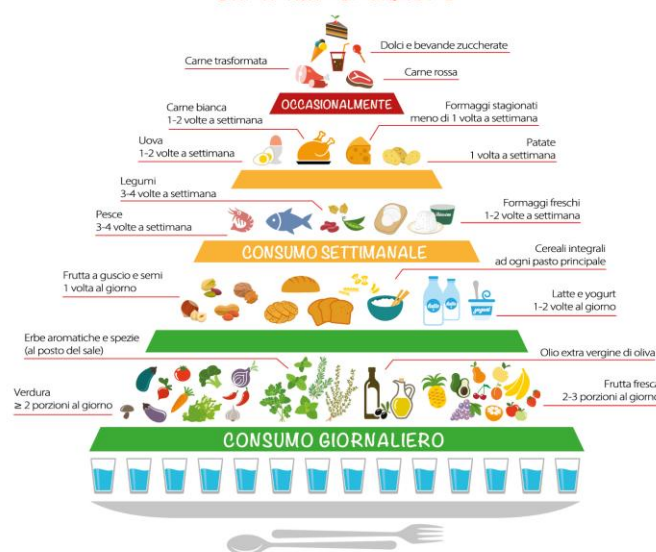 Dolci e bevande zuccherate
Carne trasformata
Carne rossa
OCCASIONALMENTE
Carne bianca
1-2 volte a settimana
Formaggi stagionati
meno di 1 volta a settimana
Uova
1-2 volte a settimana
Patate
1 volta a settimana
Legumi
3-4 volte a settimana
Formaggi freschi
1-2 volte a settimana
Pesce
3-4 volte a settimana
CONSUMO SETTIMANALE
Cereali integrali
ad ogni pasto principale
Frutta a guscio e semi
1 volta al giorno
Latte e yogurt
1-2 volte al giorno
Erbe aromatiche e spezie
(al posto del sale)
Olio extra vergine di oliva
Verdura
≥ 2 porzioni al giorno
Frutta fresca
2-3 porzioni al giorno
CONSUMO GIORNALIERO